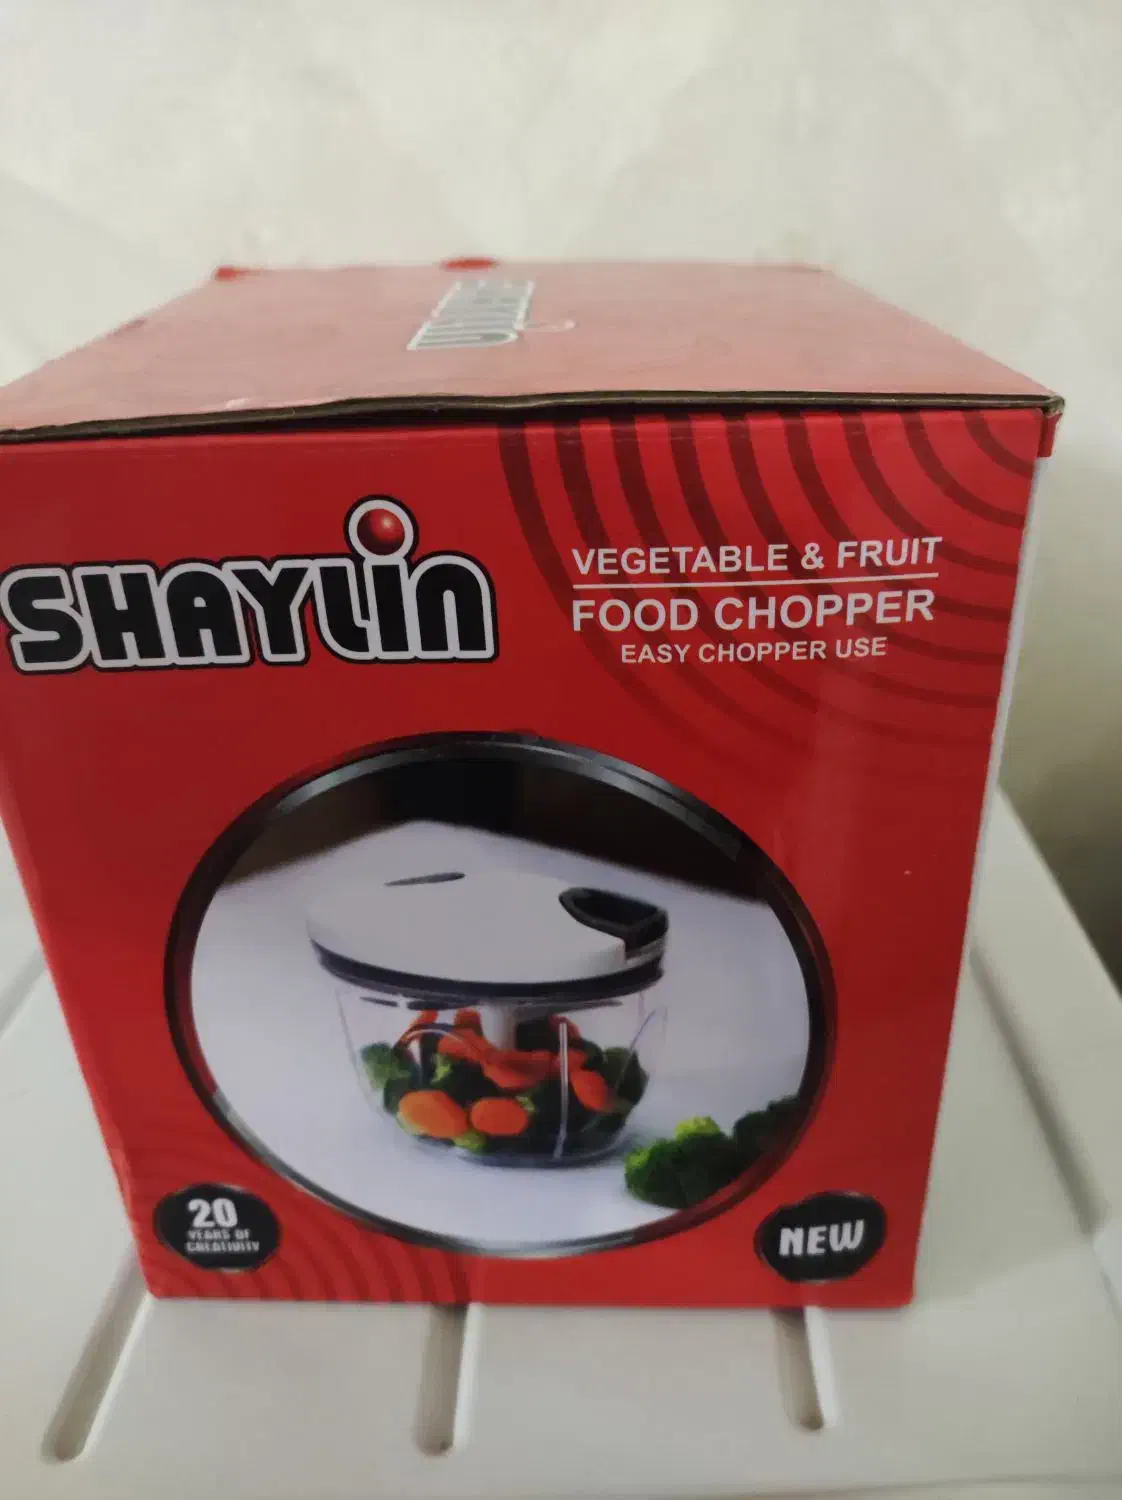 SHAYLIN
VEGETABLE & FRUIT
FOOD CHOPPER
EASY CHOPPER USE
20
YEARS OF
CREATIVITY
NEW